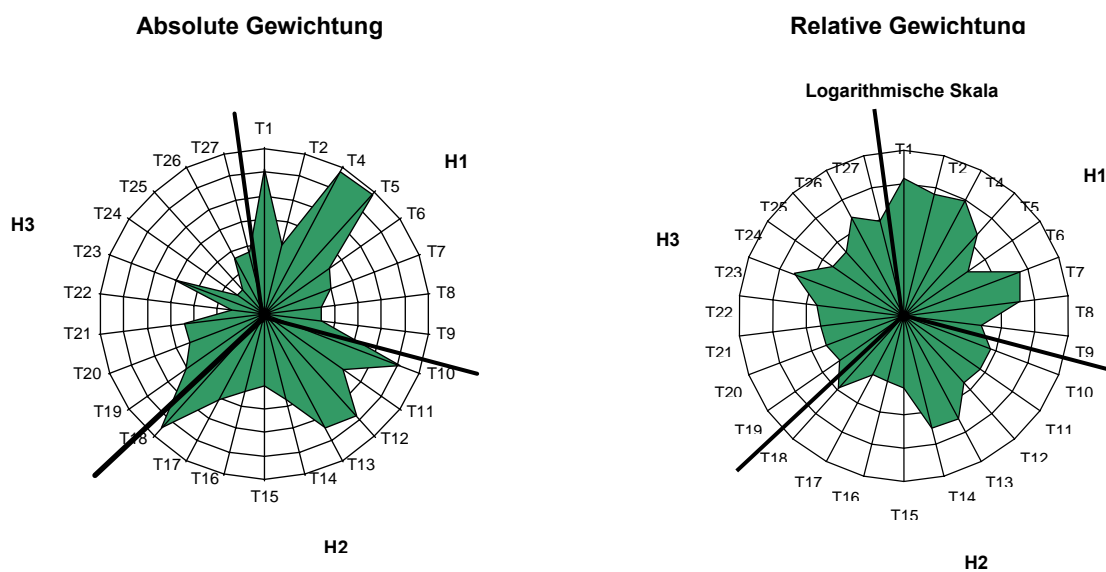 Absolute Gewichtung
T1
T2
T4
T5
T6
T7
T8
T9
T10
T11
T12
T13
T14
T15
T16
T17
T18
T19
T20
T21
T22
T23
T24
T25
T26
T27
H1
H2
H3
Relative Gewichtung
Logarithmische Skala
T1
T2
T4
T5
T6
T7
T8
T9
T10
T11
T12
T13
T14
T15
T16
T17
T18
T19
T20
T21
T22
T23
T24
T25
T26
T27
H1
H2
H3